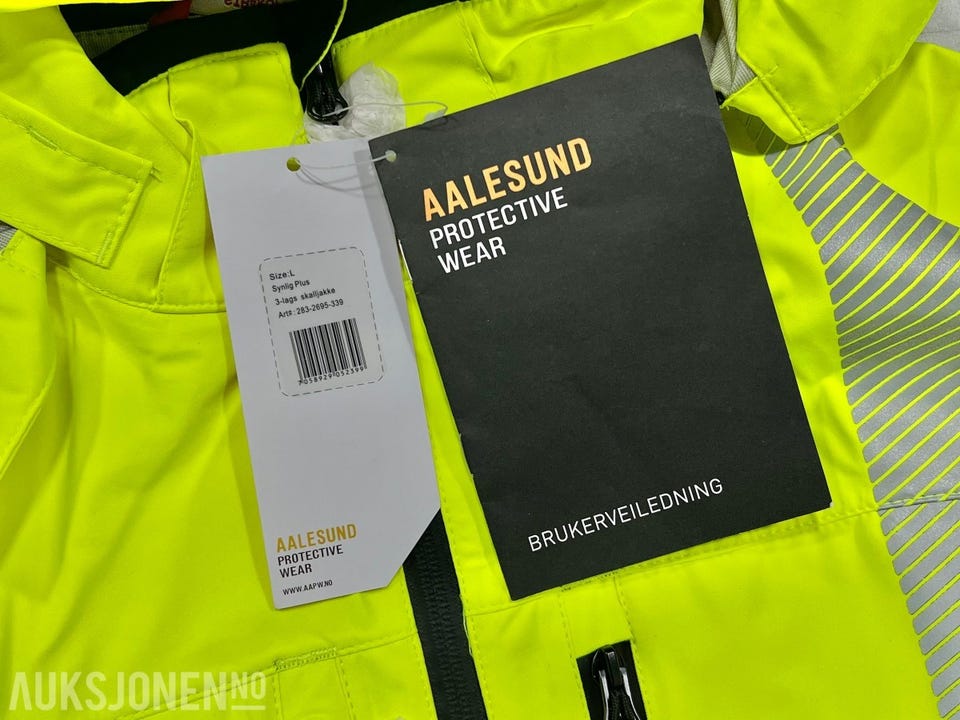 AALESUND
PROTECTIVE
WEAR
BRUKERVEILEDNING
Size:L
Synlig Plus
3-lags skalljakke
Art#:283-2695-339
7058929052399
AALESUND
PROTECTIVE
WEAR
WWW.AAPW.NO
AUKSJONEN.NO